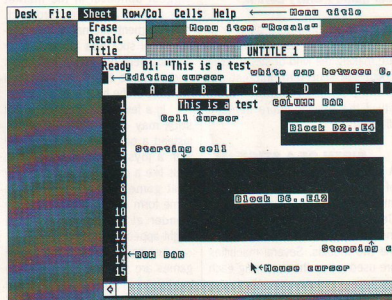 Desk File Sheet Row/Col Cells Help ← Menu title
Erase
Recalc ← Menu item "Recalc"
Title
UNTITLE 1
Ready B1: "This is a test
←Editing cursor white gap between C,
A B C D E
1 This is a test COLUMN BAR
2 Cell cursor
3 Block D2..E4
4
5 Starting cell
6
7
8
9 Block B6..E12
10
11
12
13 ←ROW BAR Stopping c
14
15 ←Mouse cursor